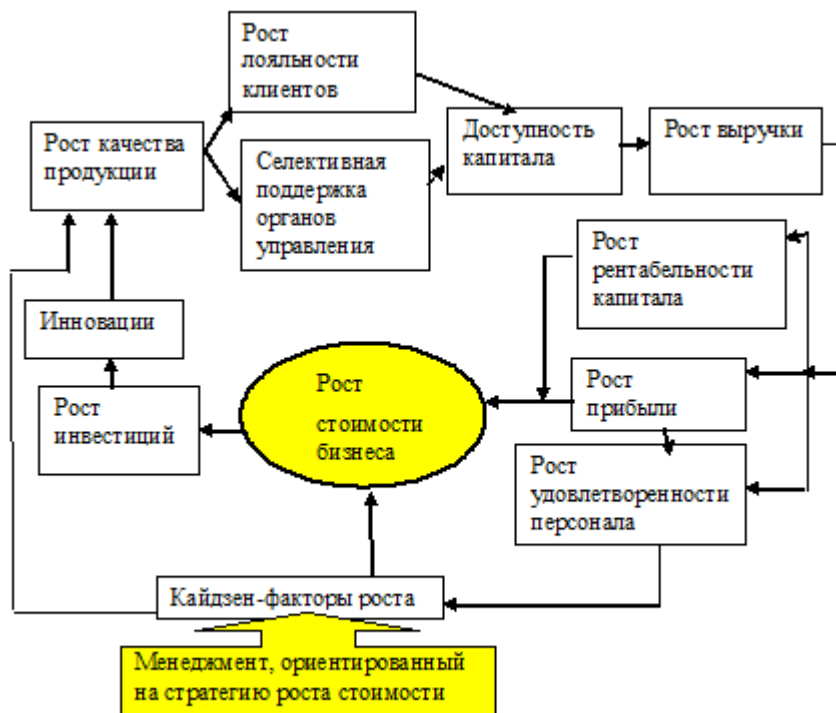 Рост
лояльности
клиентов
Рост качества
продукции
Селективная
поддержка
органов
управления
Доступность
капитала
Рост выручки
Рост
рентабельности
капитала
Инновации
Рост
инвестиций
Рост
стоимости
бизнеса
Рост
прибыли
Рост
удовлетворенности
персонала
Кайдзен-факторы роста
Менеджмент, ориентированный
на стратегию роста стоимости